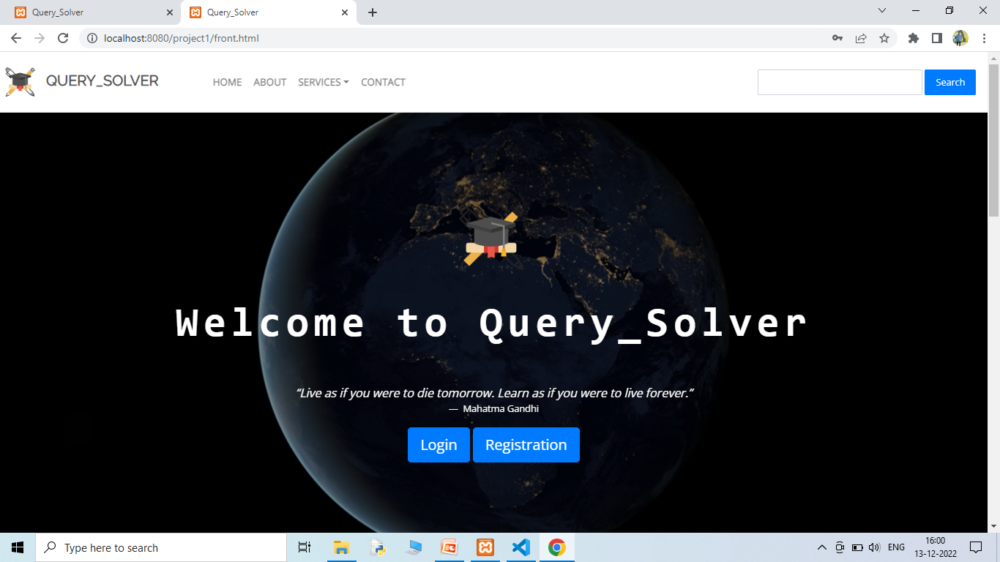 Query_Solver
Query_Solver
localhost:8080/project1/front.html
QUERY_SOLVER
HOME ABOUT SERVICES CONTACT
Search
Welcome to Query_Solver
“Live as if you were to die tomorrow. Learn as if you were to live forever.”
— Mahatma Gandhi
Login Registration
Type here to search
ENG
16:00
13-12-2022